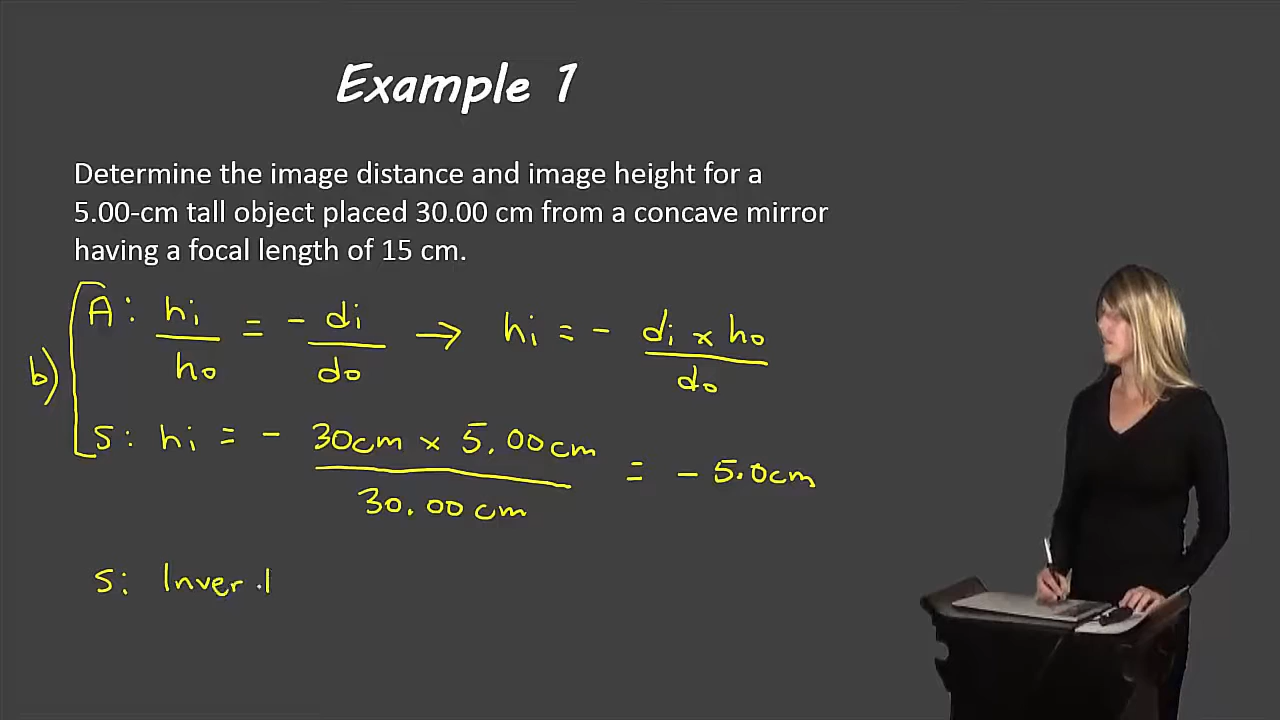 Example 1
Determine the image distance and image height for a
5.00-cm tall object placed 30.00 cm from a concave mirror
having a focal length of 15 cm.
b)
A: hi/ho = - di/do → hi = - di x ho/do
S: hi = - 30cm x 5.00cm/30.00cm = - 5.0cm
S: Inver